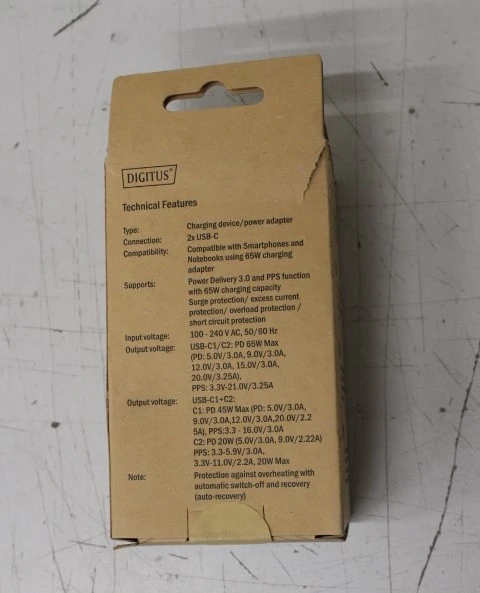 DIGITUS®
Technical Features
Type: Charging device/power adapter
Connection: 2x USB-C
Compatibility: Compatible with Smartphones and
Notebooks using 65W charging
adapter
Supports: Power Delivery 3.0 and PPS function
with 65W charging capacity
Surge protection/ excess current
protection/ overload protection /
short circuit protection
Input voltage: 100 - 240 V AC, 50/60 Hz
Output voltage: USB-C1/C2: PD 65W Max
(PD: 5.0V/3.0A, 9.0V/3.0A,
12.0V/3.0A, 15.0V/3.0A,
20.0V/3.25A),
PPS: 3.3V-21.0V/3.25A
Output voltage: USB-C1+C2:
C1: PD 45W Max (PD: 5.0V/3.0A,
9.0V/3.0A,12.0V/3.0A,20.0V/2.2
5A), PPS:3.3 - 16.0V/3.0A
C2: PD 20W (5.0V/3.0A, 9.0V/2.22A)
PPS: 3.3-5.9V/3.0A,
3.3V-11.0V/2.2A, 20W Max
Note: Protection against overheating with
automatic switch-off and recovery
(auto-recovery)